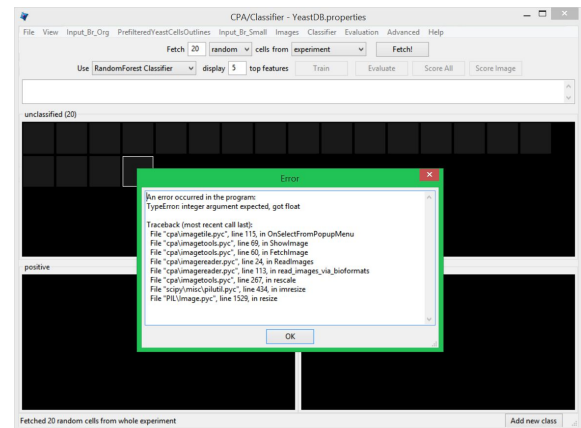 CPA/Classifier - YeastDB.properties
File View Input_Br_Org PrefilteredYeastCellsOutlines Input_Br_Small Images Classifier Evaluation Advanced Help
Fetch 20 random cells from experiment Fetch!
Use RandomForest Classifier display 5 top features Train Evaluate Score All Score Image
unclassified (20)
Error
An error occurred in the program:
TypeError: integer argument expected, got float
Traceback (most recent call last):
File "cpa\imagetile.pyc", line 115, in OnSelectFromPopupMenu
File "cpa\imagetools.pyc", line 69, in ShowImage
File "cpa\imagetools.pyc", line 60, in FetchImage
File "cpa\imagereader.pyc", line 24, in ReadImages
File "cpa\imagereader.pyc", line 113, in read_images_via_bioformats
File "cpa\imagetools.pyc", line 267, in rescale
File "scipy\misc\pilutil.pyc", line 434, in imresize
File "PIL\Image.pyc", line 1529, in resize
positive
OK
Fetched 20 random cells from whole experiment Add new class